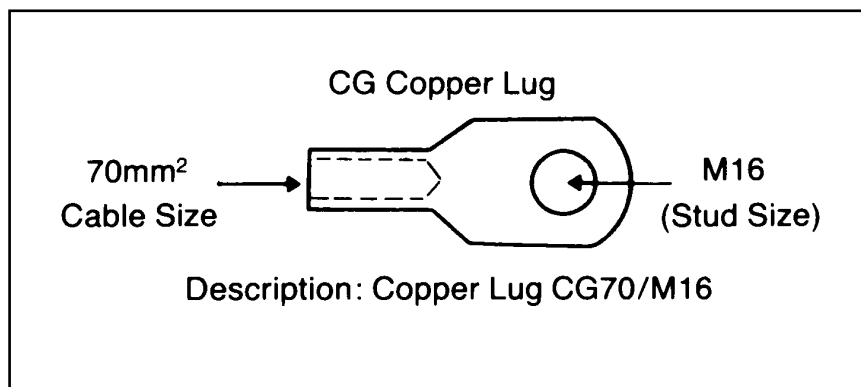 CG Copper Lug
70mm²
Cable Size
M16
(Stud Size)
Description: Copper Lug CG70/M16